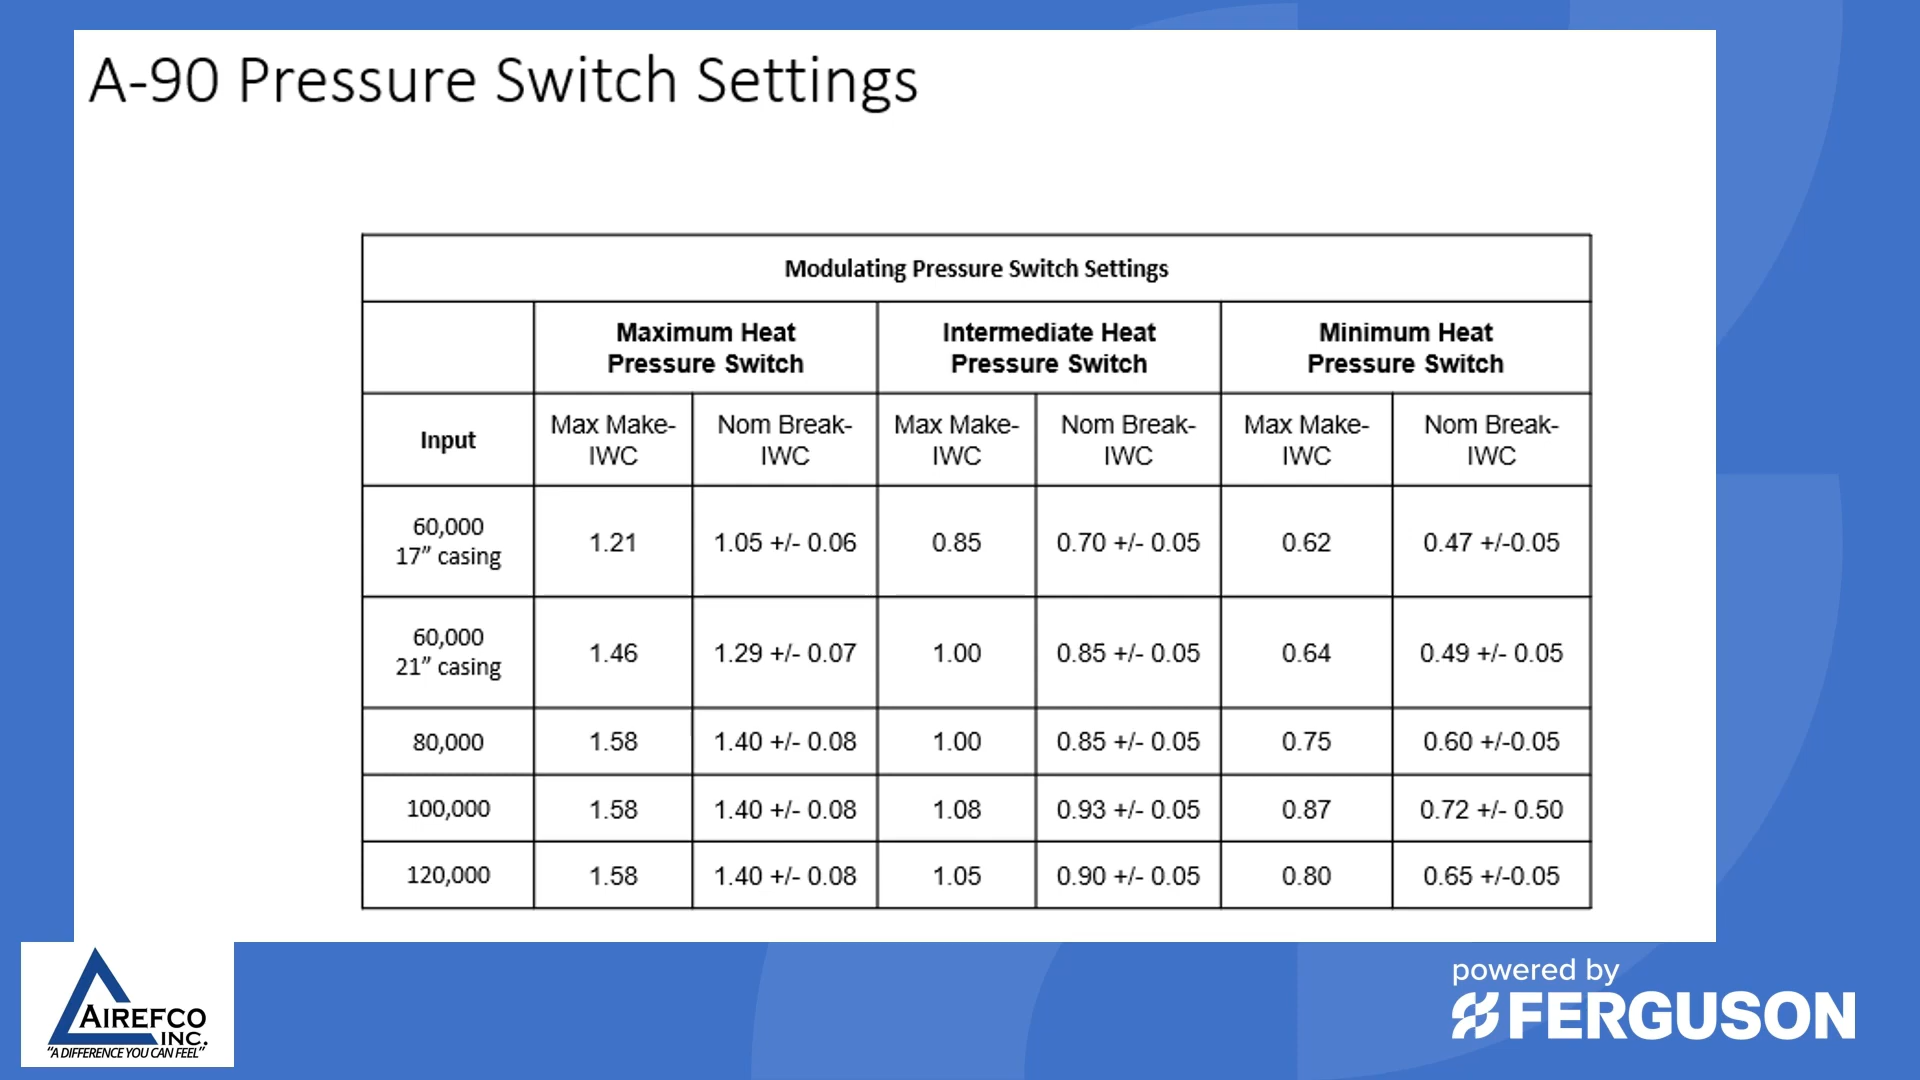 A-90 Pressure Switch Settings
Modulating Pressure Switch Settings
Maximum Heat
Pressure Switch
Intermediate Heat
Pressure Switch
Minimum Heat
Pressure Switch
Input
Max Make-
IWC
Nom Break-
IWC
Max Make-
IWC
Nom Break-
IWC
Max Make-
IWC
Nom Break-
IWC
60,000
17” casing
1.21
1.05 +/- 0.06
0.85
0.70 +/- 0.05
0.62
0.47 +/-0.05
60,000
21” casing
1.46
1.29 +/- 0.07
1.00
0.85 +/- 0.05
0.64
0.49 +/- 0.05
80,000
1.58
1.40 +/- 0.08
1.00
0.85 +/- 0.05
0.75
0.60 +/-0.05
100,000
1.58
1.40 +/- 0.08
1.08
0.93 +/- 0.05
0.87
0.72 +/- 0.50
120,000
1.58
1.40 +/- 0.08
1.05
0.90 +/- 0.05
0.80
0.65 +/-0.05
AIREFCO
INC.
"A DIFFERENCE YOU CAN FEEL"
powered by
FERGUSON